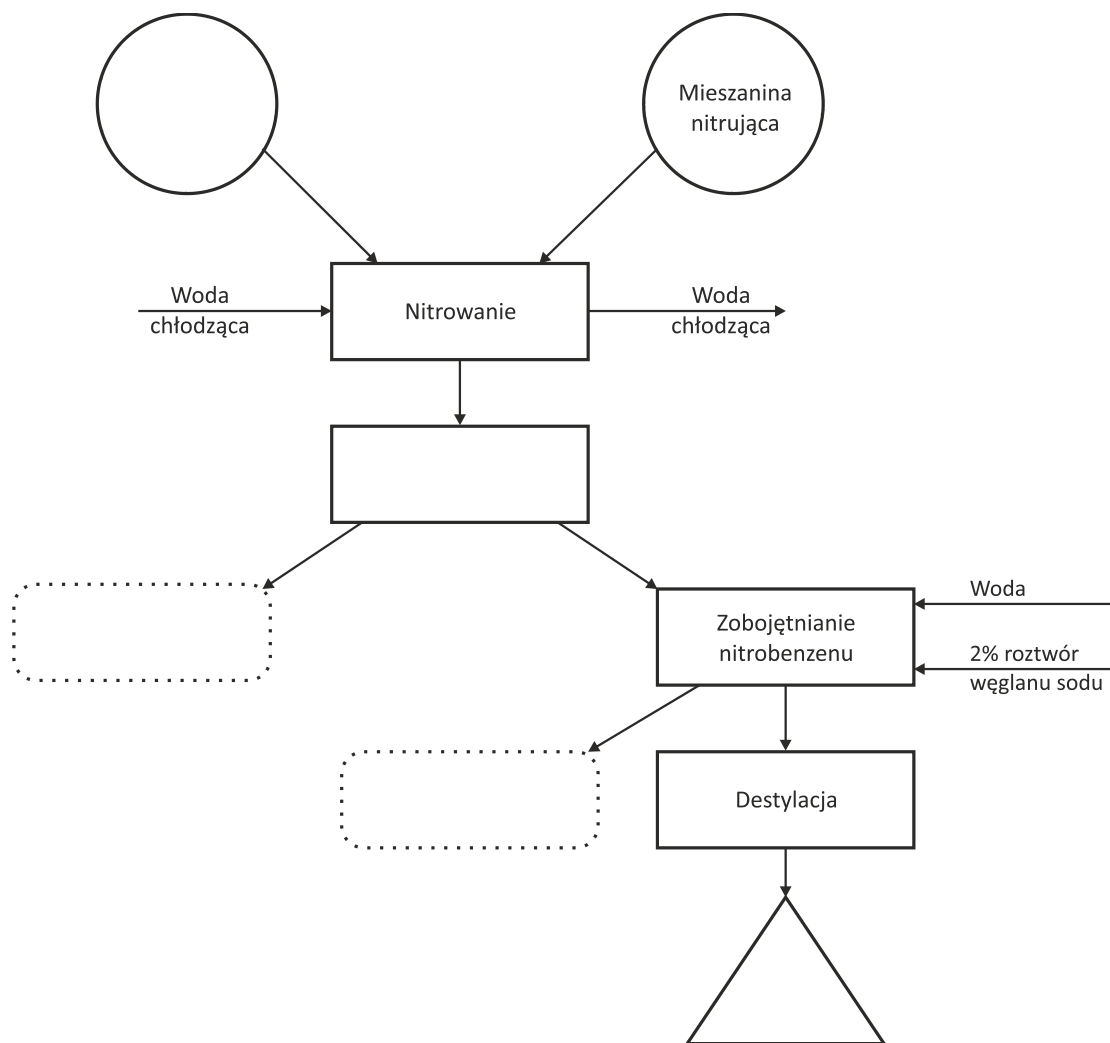 Mieszanina
nitrująca
Woda
chłodząca
Nitrowanie
Woda
chłodząca
Zobojętnianie
nitrobenzenu
Woda
2% roztwór
węglanu sodu
Destylacja